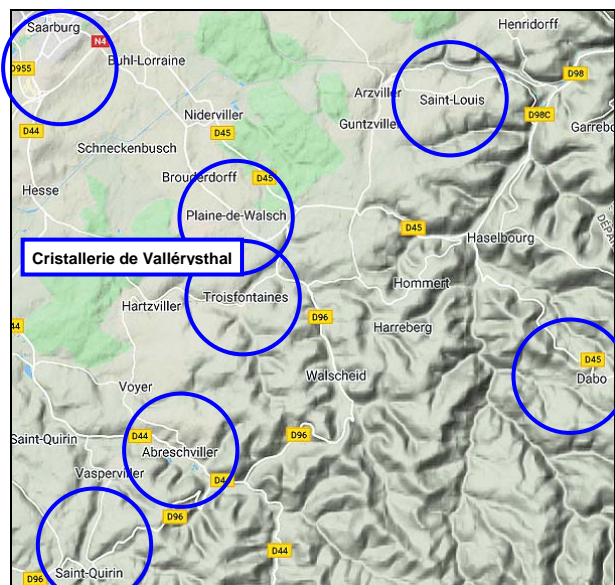 Saarburg
Henridorff
N4
Buhl-Lorraine
D955
D98
Arzviller
Saint-Louis
Niderviller
D98C
D44
D45
Guntzviller
Garrebo
Schneckenbusch
Brouderdorff
D45
Hesse
Plaine-de-Walsch
DÉPA
D45
Haselbourg
Cristallerie de Vallérysthal
Hommert
Hartzviller
Troisfontaines
D96
44
Harreberg
D45
Walscheid
Dabo
Voyer
Saint-Quirin
D44
D96
Abreschviller
Vasperviller
D44
D96
D44
Saint-Quirin
D96